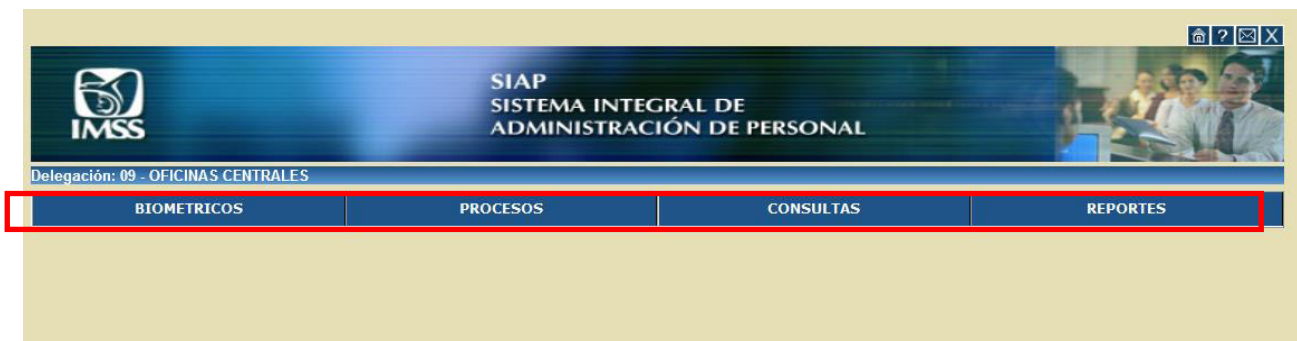 ? X
SIAP
SISTEMA INTEGRAL DE
ADMINISTRACIÓN DE PERSONAL
IMSS
Delegación: 09 - OFICINAS CENTRALES
BIOMETRICOS PROCESOS CONSULTAS REPORTES